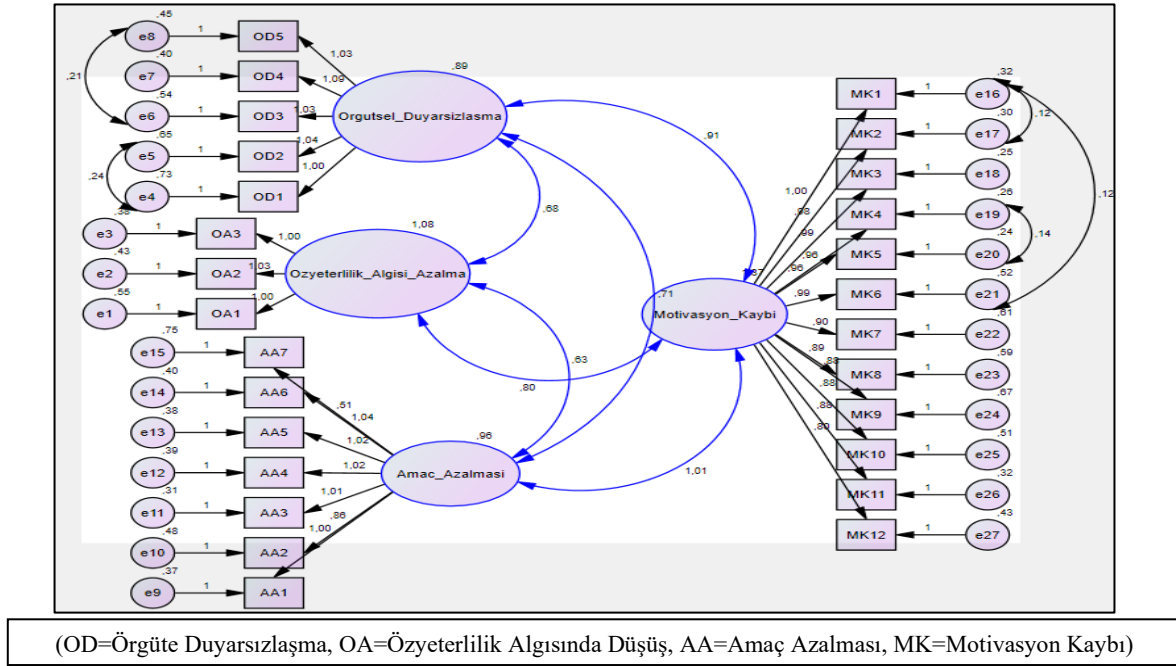 ,45
e8 1 OD5 1,03
,40
e7 1 OD4 1,09
,21
,54
e6 1 OD3 1,03
,65
e5 1 OD2 1,04
,24
,73
e4 1 OD1 1,00
,89
Orgutsel_Duyarsizlasma
,38
e3 1 OA3 1,00
,43
e2 1 OA2 1,03
,55
e1 1 OA1 1,00
1,08
Ozyeterlilik_Algisi_Azalma
,75
e15 1 AA7 ,51
,40
e14 1 AA6 1,04
,38
e13 1 AA5 1,02
,39
e12 1 AA4 1,02
,31
e11 1 AA3 1,01
,48
e10 1 AA2 ,86
,37
e9 1 AA1 1,00
,96
Amac_Azalmasi
,91
,68
,71
,63
,80
1,01
Motivasyon_Kaybi
1,00
,99
,96
,96
,99
,90
,89
,88
,88
,88
MK1 1 e16 ,32
MK2 1 e17 ,30
,12
MK3 1 e18 ,25
MK4 1 e19 ,26
,12
MK5 1 e20 ,24
,14
MK6 1 e21 ,52
MK7 1 e22 ,61
MK8 1 e23 ,59
MK9 1 e24 ,67
MK10 1 e25 ,51
MK11 1 e26 ,32
MK12 1 e27 ,43
(OD=Örgüte Duyarsızlaşma, OA=Özyeterlilik Algısında Düşüş, AA=Amaç Azalması, MK=Motivasyon Kaybı)